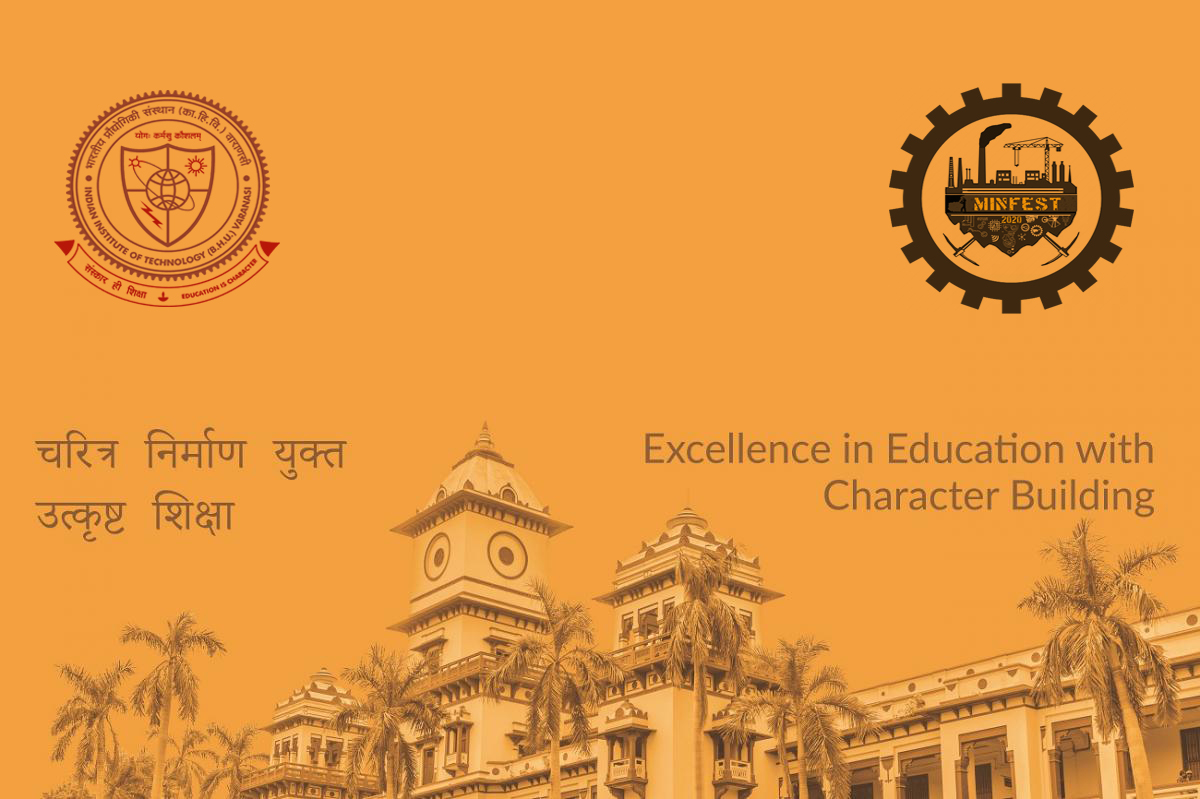 भारतीय प्रौद्योगिकी संस्थान (का.हि.वि.) वाराणसी
योगः कर्मसु कौशलम्
INDIAN INSTITUTE OF TECHNOLOGY (B.H.U.) VARANASI
संस्कार ही शिक्षा EDUCATION IS CHARACTER
MINFEST
2020
चरित्र निर्माण युक्त
उत्कृष्ट शिक्षा
Excellence in Education with
Character Building